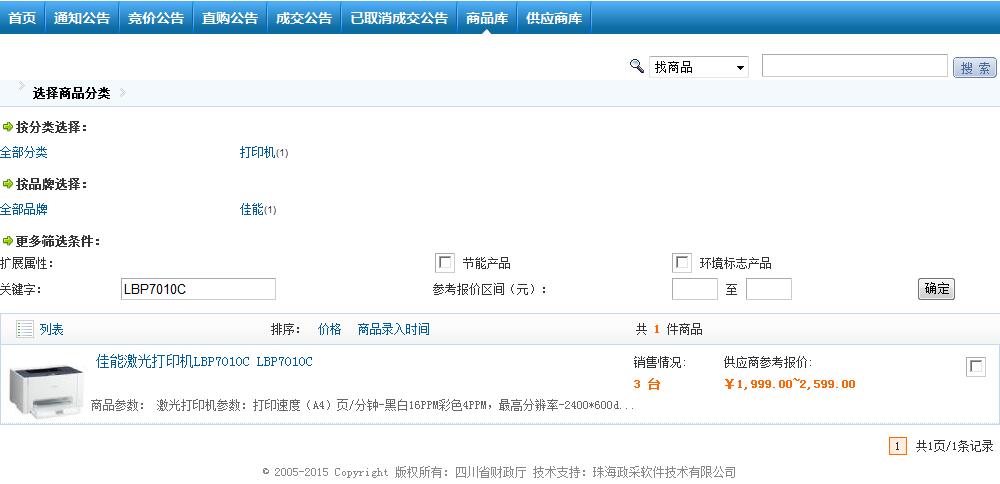 首页 通知公告 竞价公告 直购公告 成交公告 已取消成交公告 商品库 供应商库
找商品 搜 索
选择商品分类
按分类选择：
全部分类 打印机(1)
按品牌选择：
全部品牌 佳能(1)
更多筛选条件：
扩展属性： 节能产品 环境标志产品
关键字： LBP7010C 参考报价区间（元）： 至 确定
列表 排序： 价格 商品录入时间 共 1 件商品
佳能激光打印机LBP7010C LBP7010C 销售情况： 供应商参考报价：
3 台 ￥1,999.00~2,599.00
商品参数： 激光打印机参数：打印速度（A4）页/分钟-黑白16PPM彩色4PPM，最高分辨率-2400*600d...
1 共1页/1条记录
© 2005-2015 Copyright 版权所有：四川省财政厅 技术支持：珠海政采软件技术有限公司